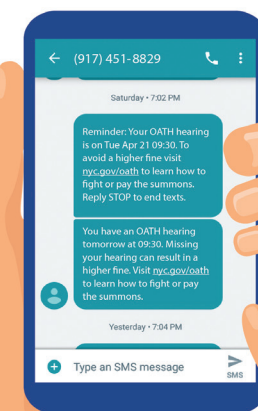 (917) 451-8829
Saturday • 7:02 PM
Reminder: Your OATH hearing
is on Tue Apr 21 09:30. To
avoid a higher fine visit
nyc.gov/oath to learn how to
fight or pay the summons.
Reply STOP to end texts.
You have an OATH hearing
tomorrow at 09:30. Missing
your hearing can result in a
higher fine. Visit nyc.gov/oath
to learn how to fight or pay
the summons.
Yesterday • 7:04 PM
Type an SMS message
SMS